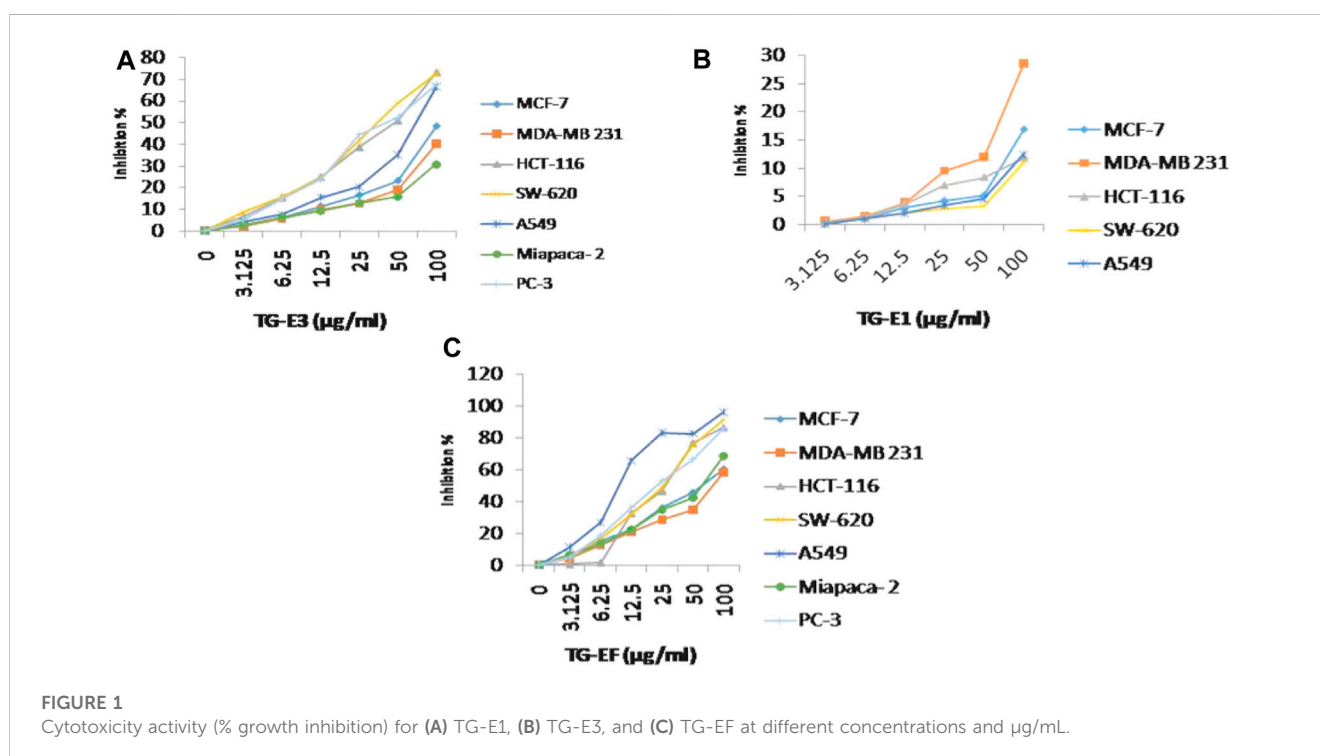 A
80
70
60
50
40
30
20
10
0
Inhibition %
0 3.125 6.25 12.5 25 50 100
TG-E3 (µg/ml)
MCF-7
MDA-MB 231
HCT-116
SW-620
A549
Miapaca-2
PC-3
B
30
25
20
15
10
5
0
Inhibition %
3.125 6.25 12.5 25 50 100
TG-E1 (µg/ml)
MCF-7
MDA-MB 231
HCT-116
SW-620
A549
C
120
100
80
60
40
20
0
Inhibition %
0 3.125 6.25 12.5 25 50 100
TG-EF (µg/ml)
MCF-7
MDA-MB 231
HCT-116
SW-620
A549
Miapaca-2
PC-3
FIGURE 1
Cytotoxicity activity (% growth inhibition) for (A) TG-E1, (B) TG-E3, and (C) TG-EF at different concentrations and µg/mL.